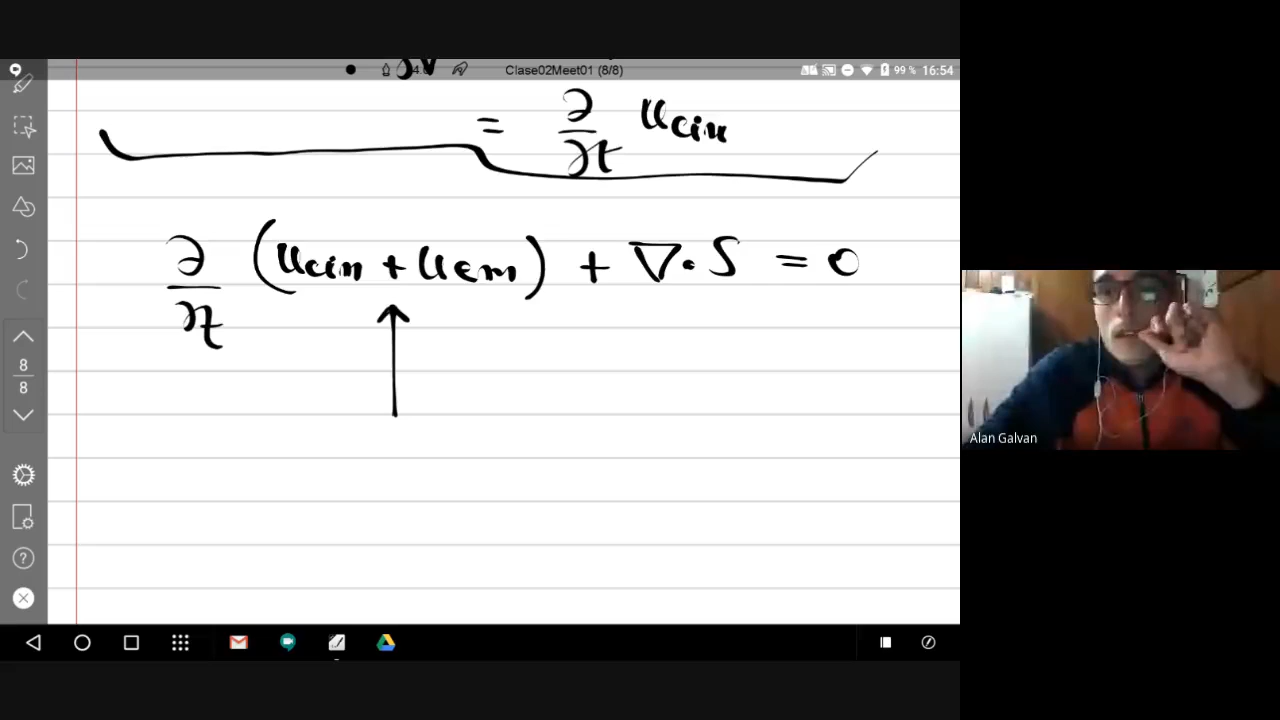 Clase02Meet01 (8/8)
99 % 16:54
= ∂/∂t u_cin
∂/∂t (u_cin + u_em) + ∇·S = 0
8
8
Alan Galvan